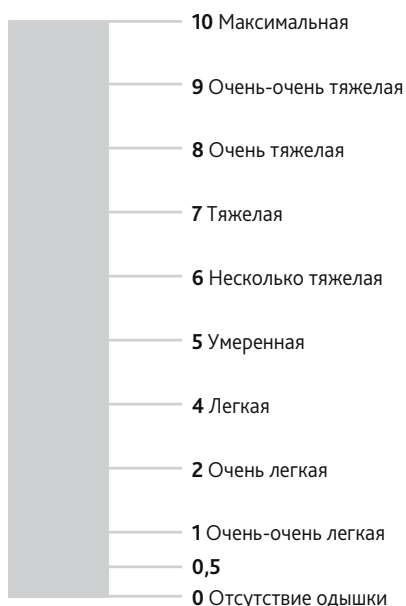 10 Максимальная
9 Очень-очень тяжелая
8 Очень тяжелая
7 Тяжелая
6 Несколько тяжелая
5 Умеренная
4 Легкая
2 Очень легкая
1 Очень-очень легкая
0,5
0 Отсутствие одышки